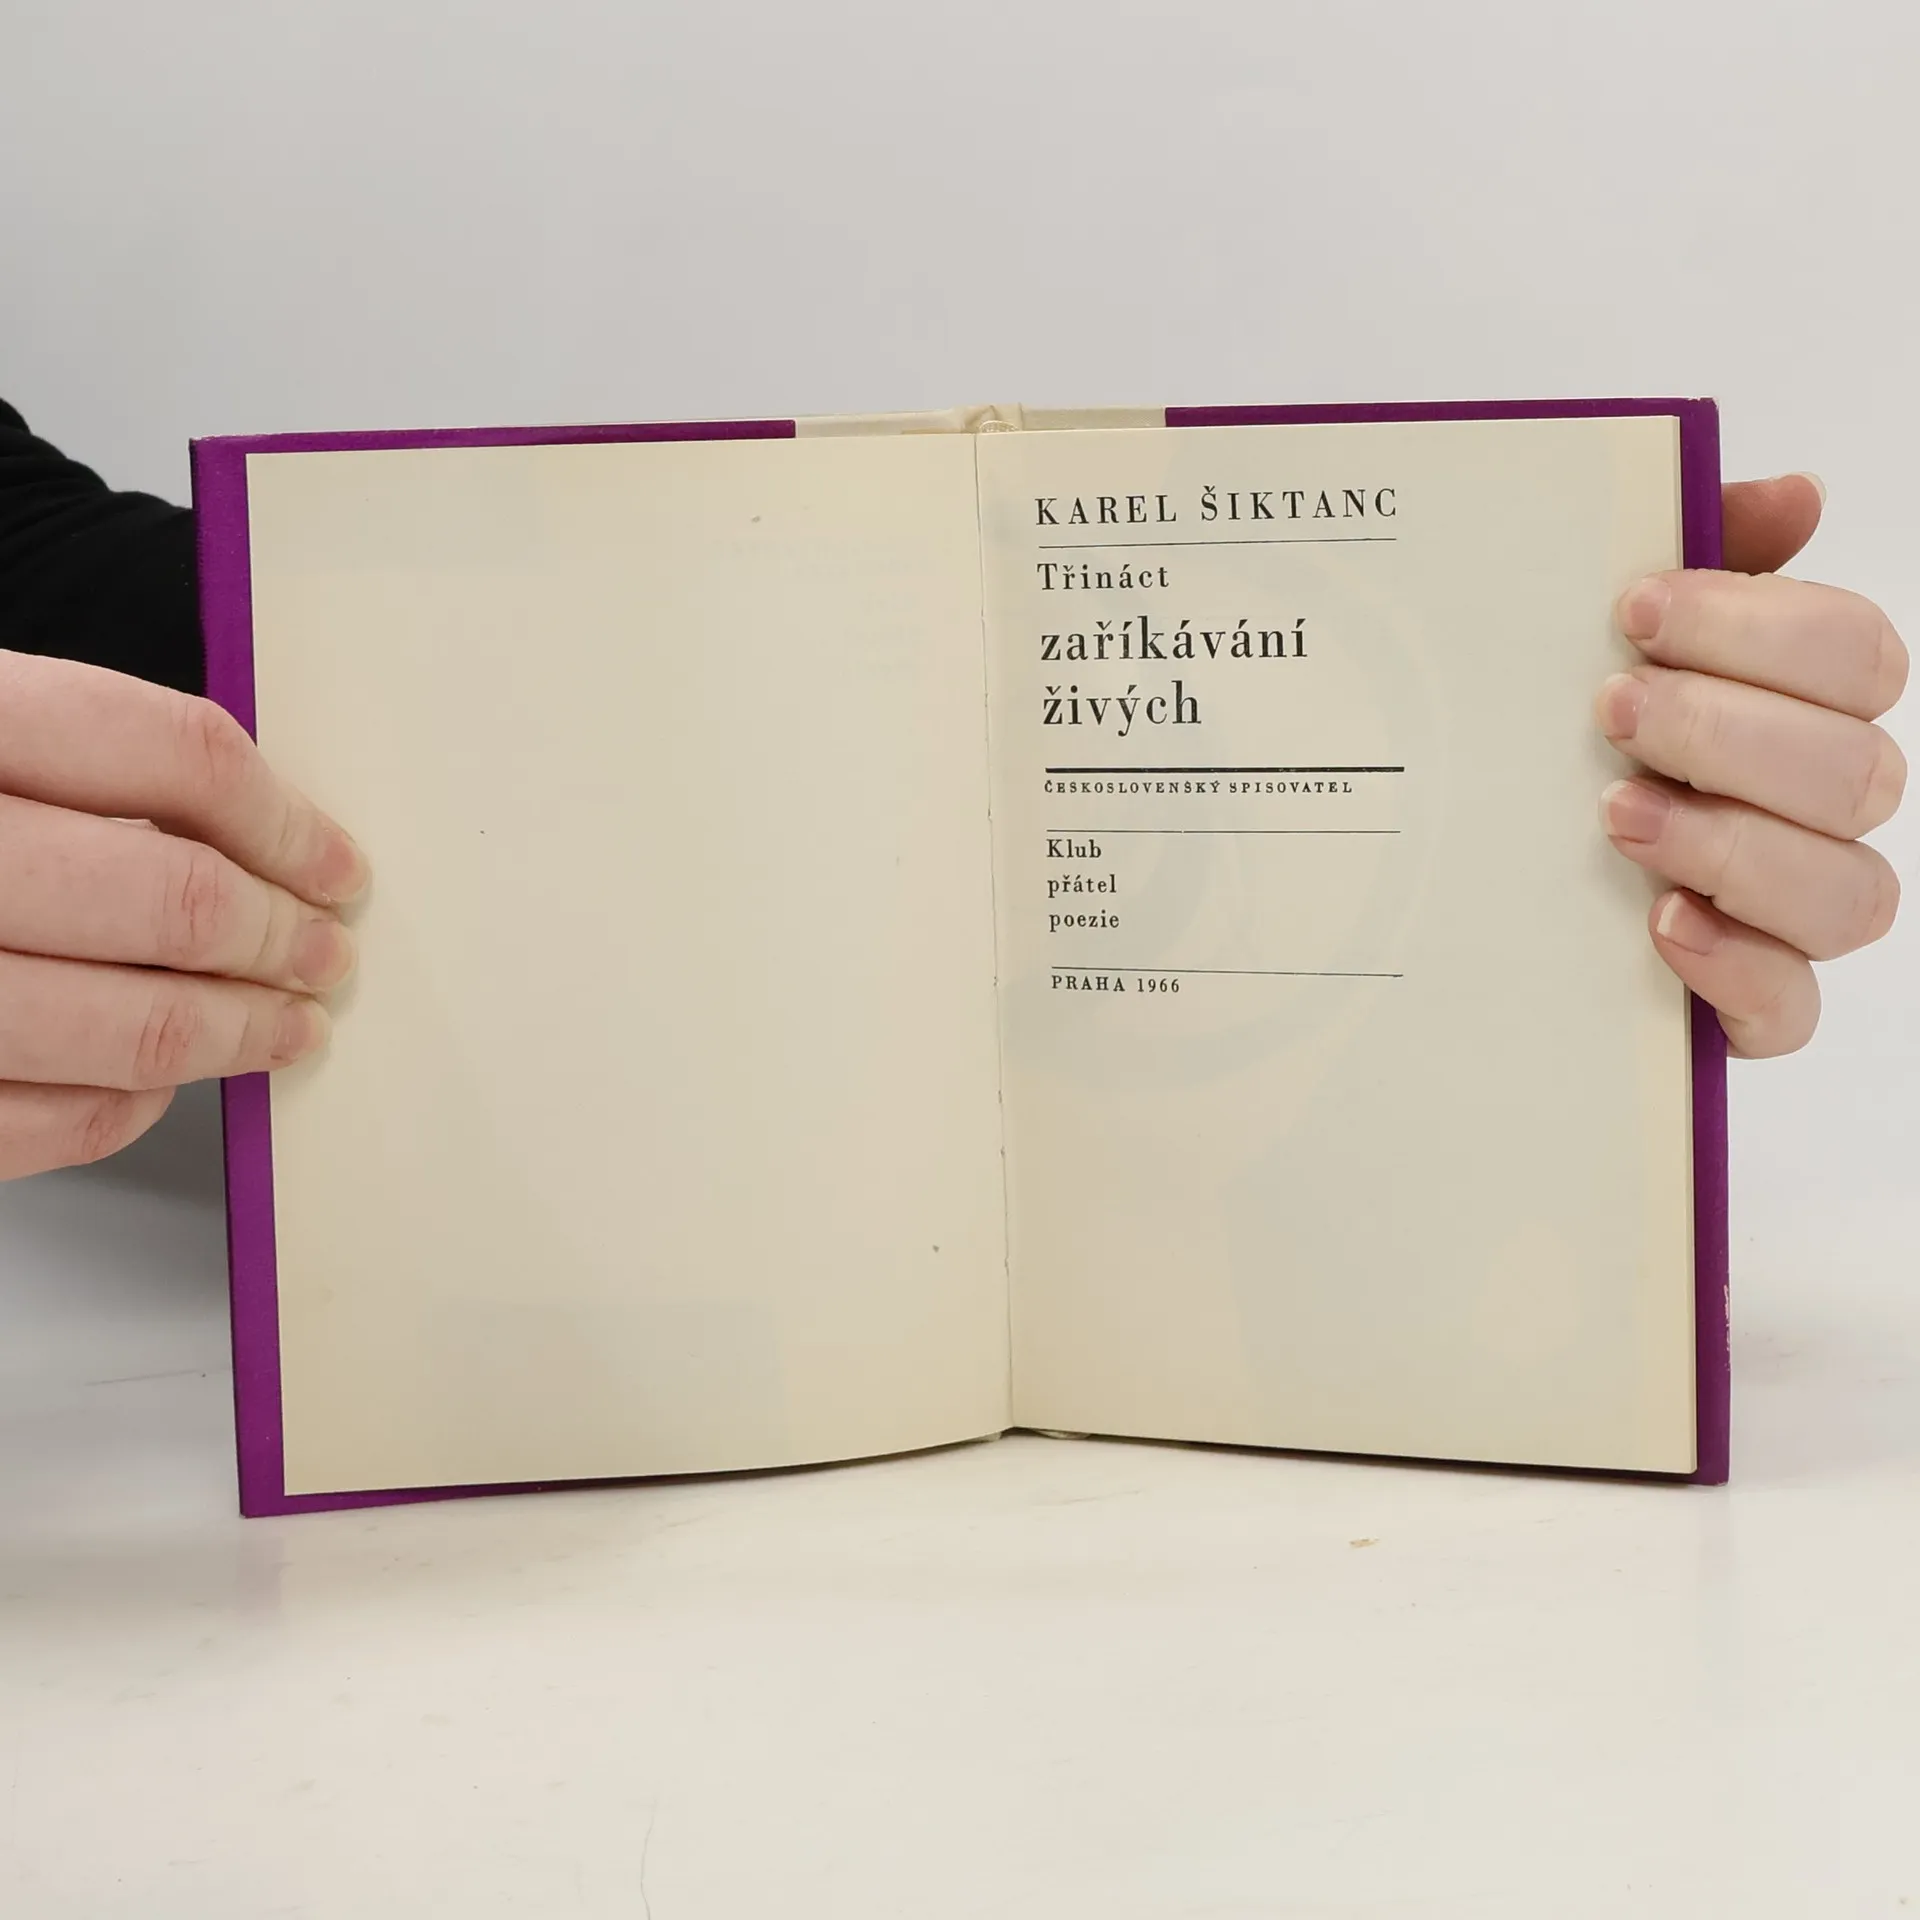 KAREL ŠIKTANC
Třináct
zaříkávání
živých
ČESKOSLOVENSKÝ SPISOVATEL
Klub
přátel
poezie
PRAHA 1966